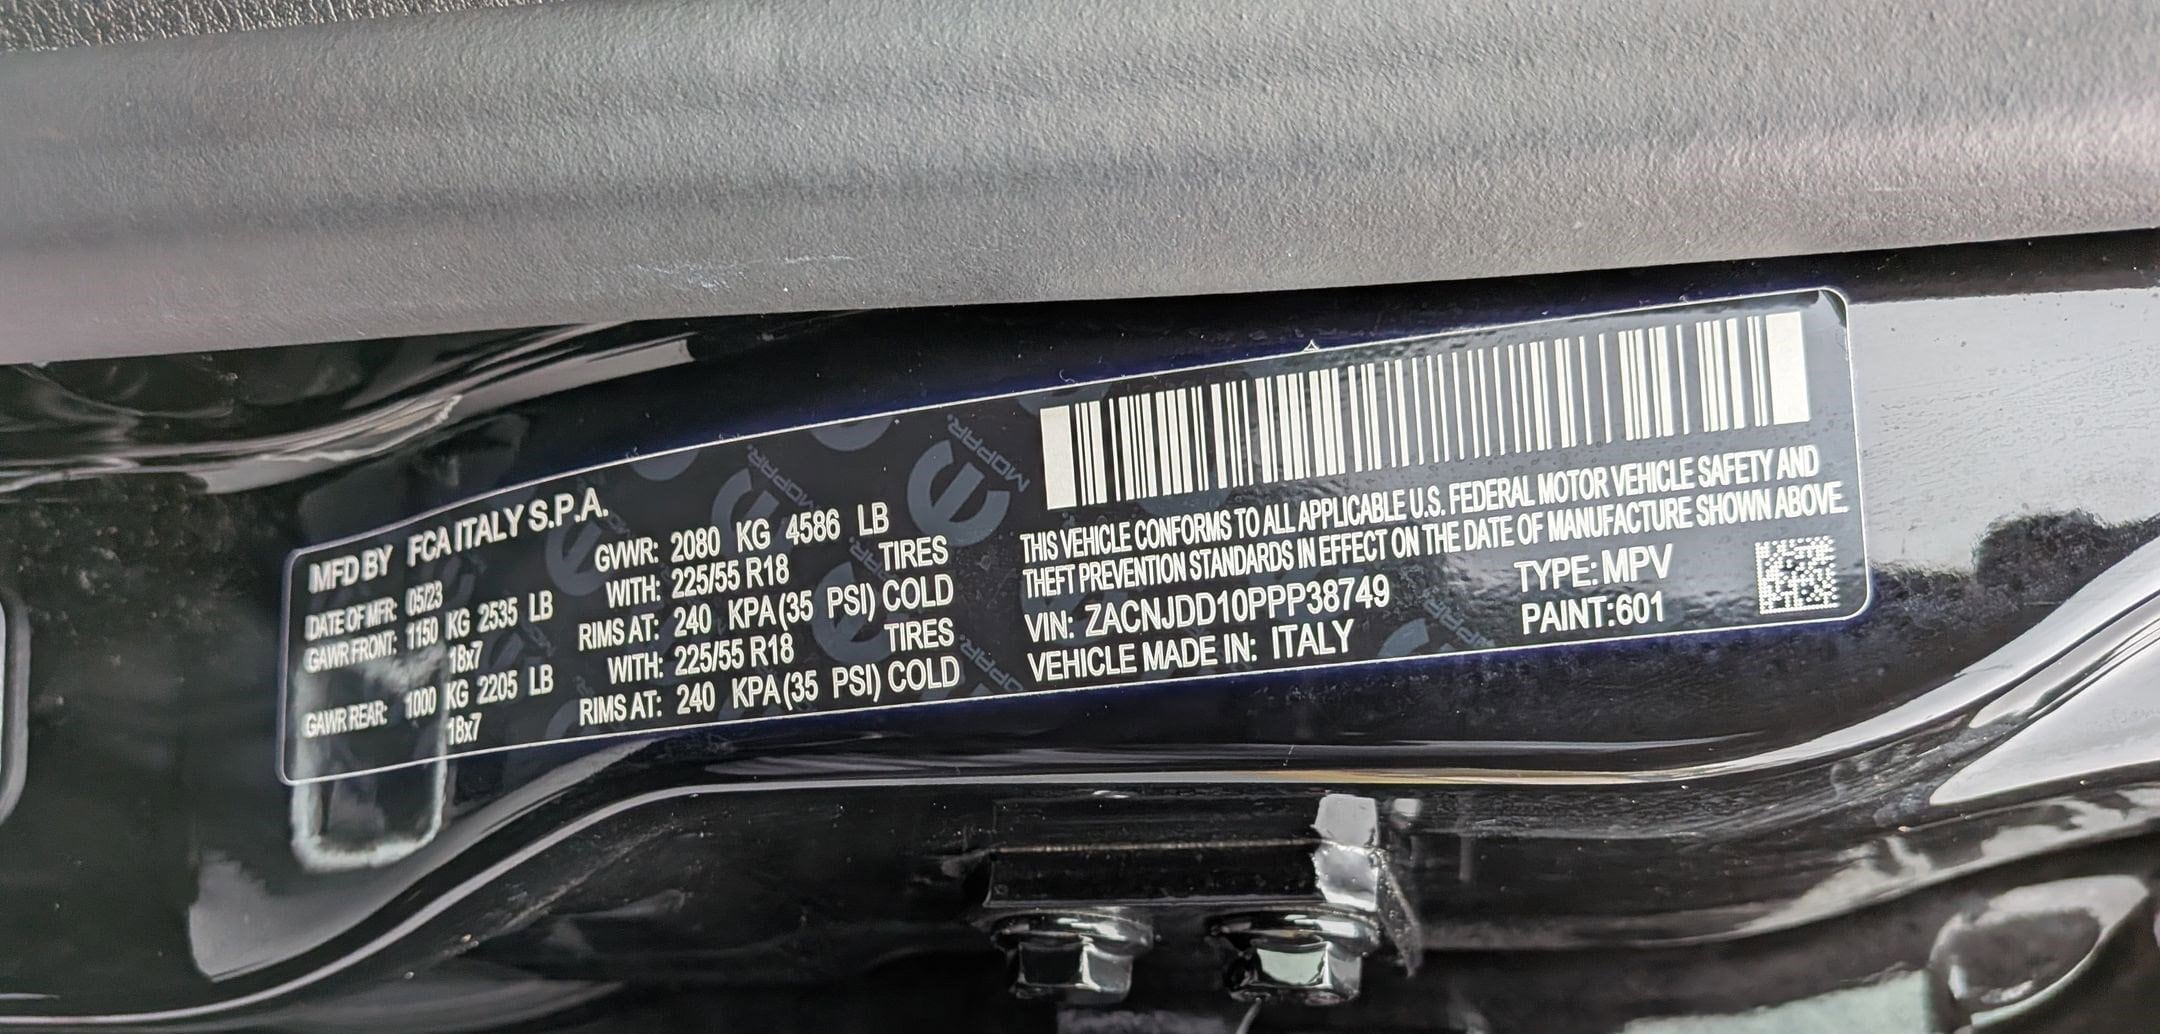 MFD BY FCA ITALY S.P.A.
DATE OF MFR: 05/23 GVWR: 2080 KG 4586 LB
GAWR FRONT: 1150 KG 2535 LB WITH: 225/55 R18 TIRES
18x7 RIMS AT: 240 KPA (35 PSI) COLD
GAWR REAR: 1000 KG 2205 LB WITH: 225/55 R18 TIRES
18x7 RIMS AT: 240 KPA (35 PSI) COLD
THIS VEHICLE CONFORMS TO ALL APPLICABLE U.S. FEDERAL MOTOR VEHICLE SAFETY AND
THEFT PREVENTION STANDARDS IN EFFECT ON THE DATE OF MANUFACTURE SHOWN ABOVE.
VIN: ZACNJDD10PPP38749 TYPE: MPV
VEHICLE MADE IN: ITALY PAINT: 601
MOPAR
MOPAR
MOPAR
MOPAR